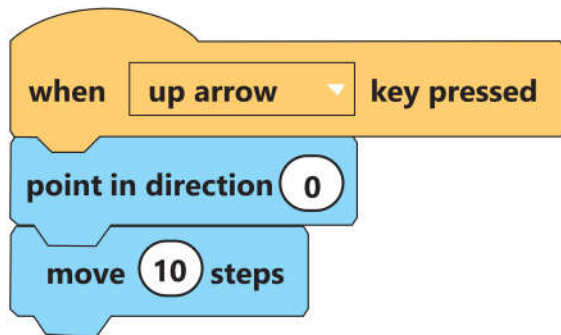 when up arrow key pressed
point in direction 0
move 10 steps